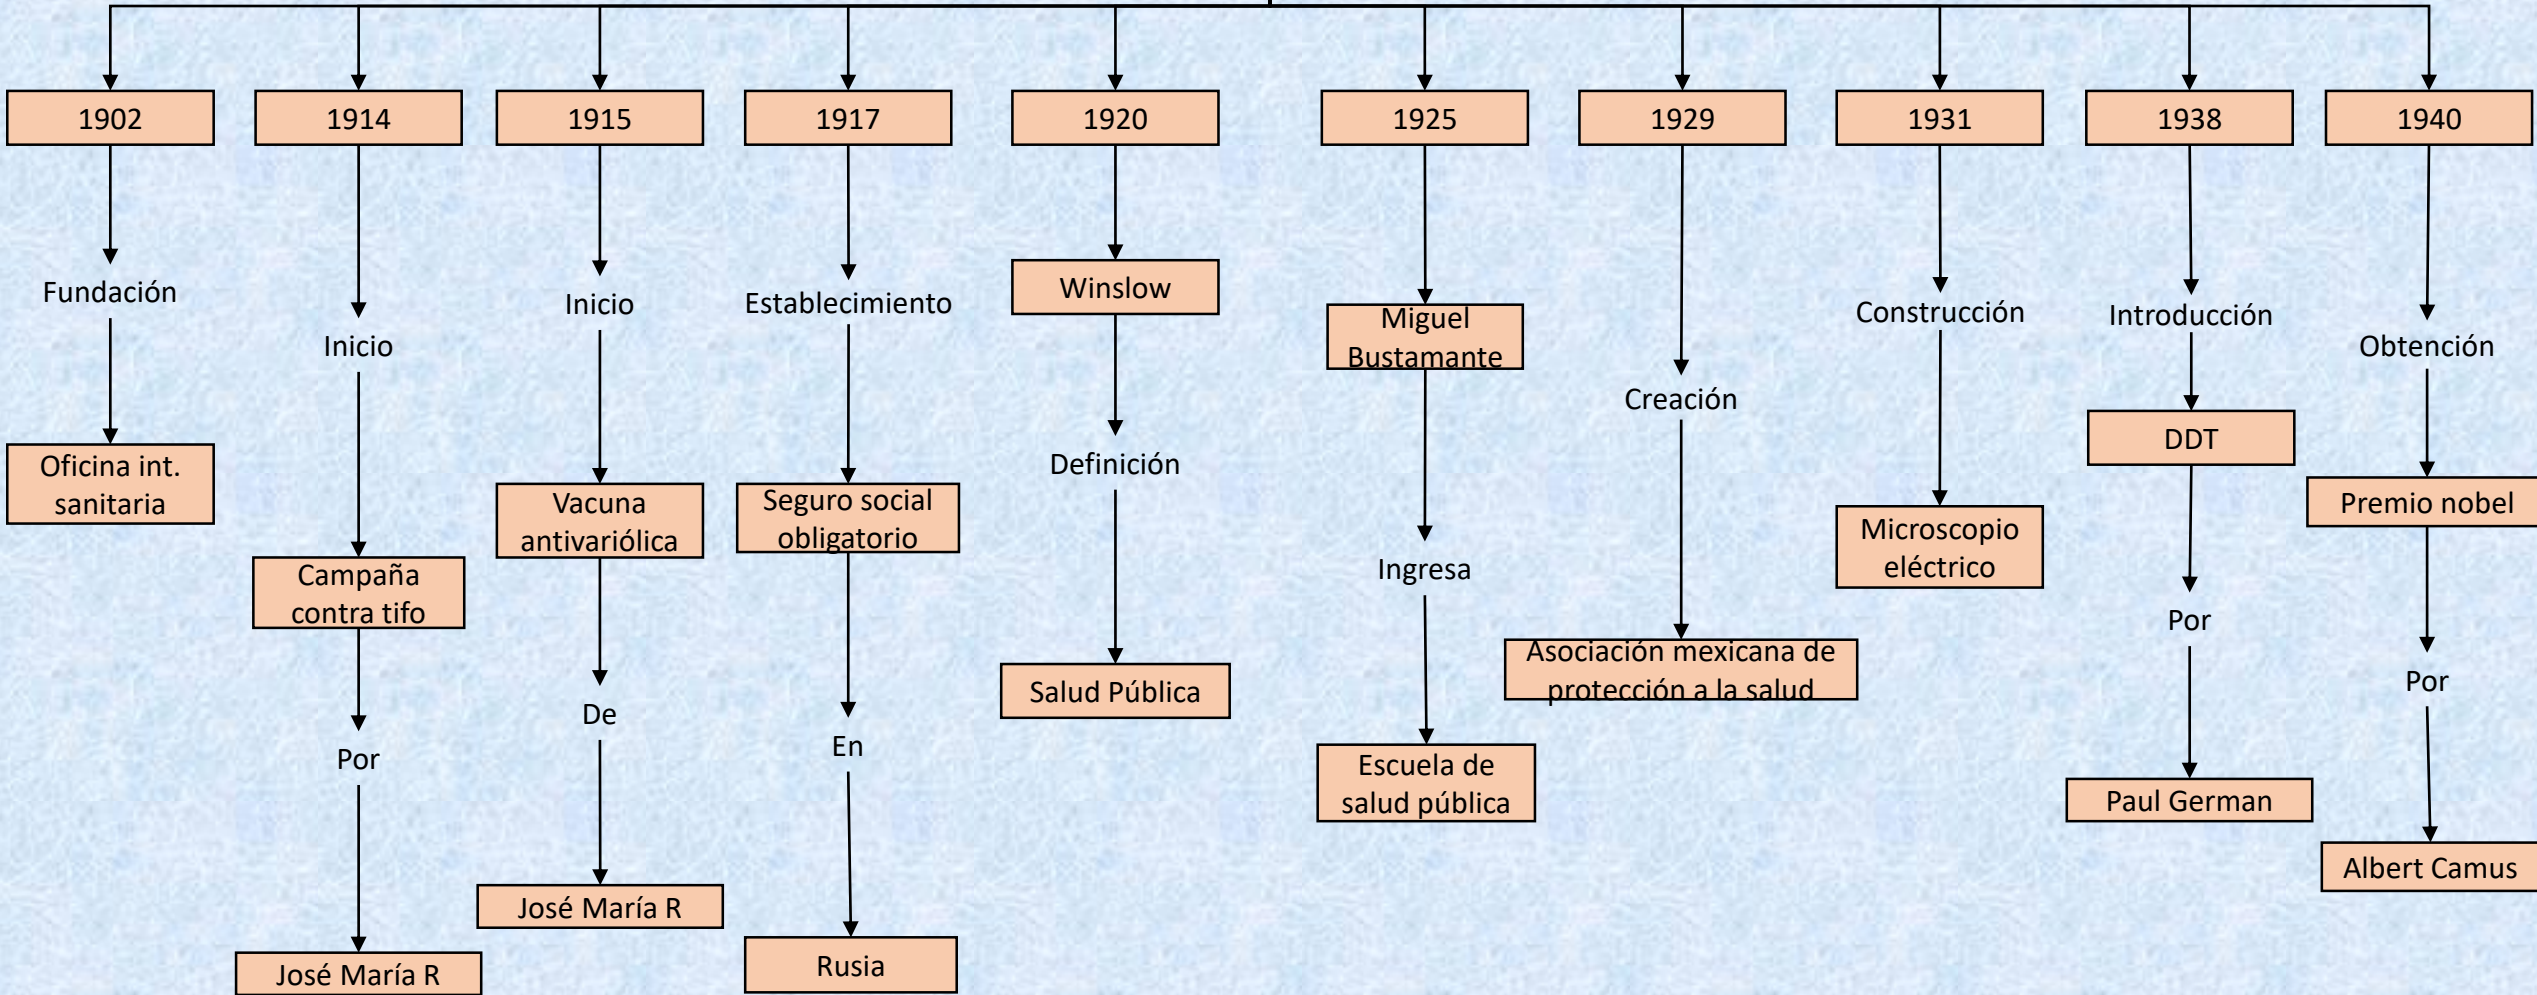 1902
Fundación
Oficina int.
sanitaria
1914
Inicio
Campaña
contra tifo
Por
José María R
1915
Inicio
Vacuna
antivariólica
De
José María R
1917
Establecimiento
Seguro social
obligatorio
En
Rusia
1920
Winslow
Definición
Salud Pública
1925
Miguel
Bustamante
Ingresa
Escuela de
salud pública
1929
Creación
Asociación mexicana de
protección a la salud
1931
Construcción
Microscopio
eléctrico
1938
Introducción
DDT
Por
Paul German
1940
Obtención
Premio nobel
Por
Albert Camus